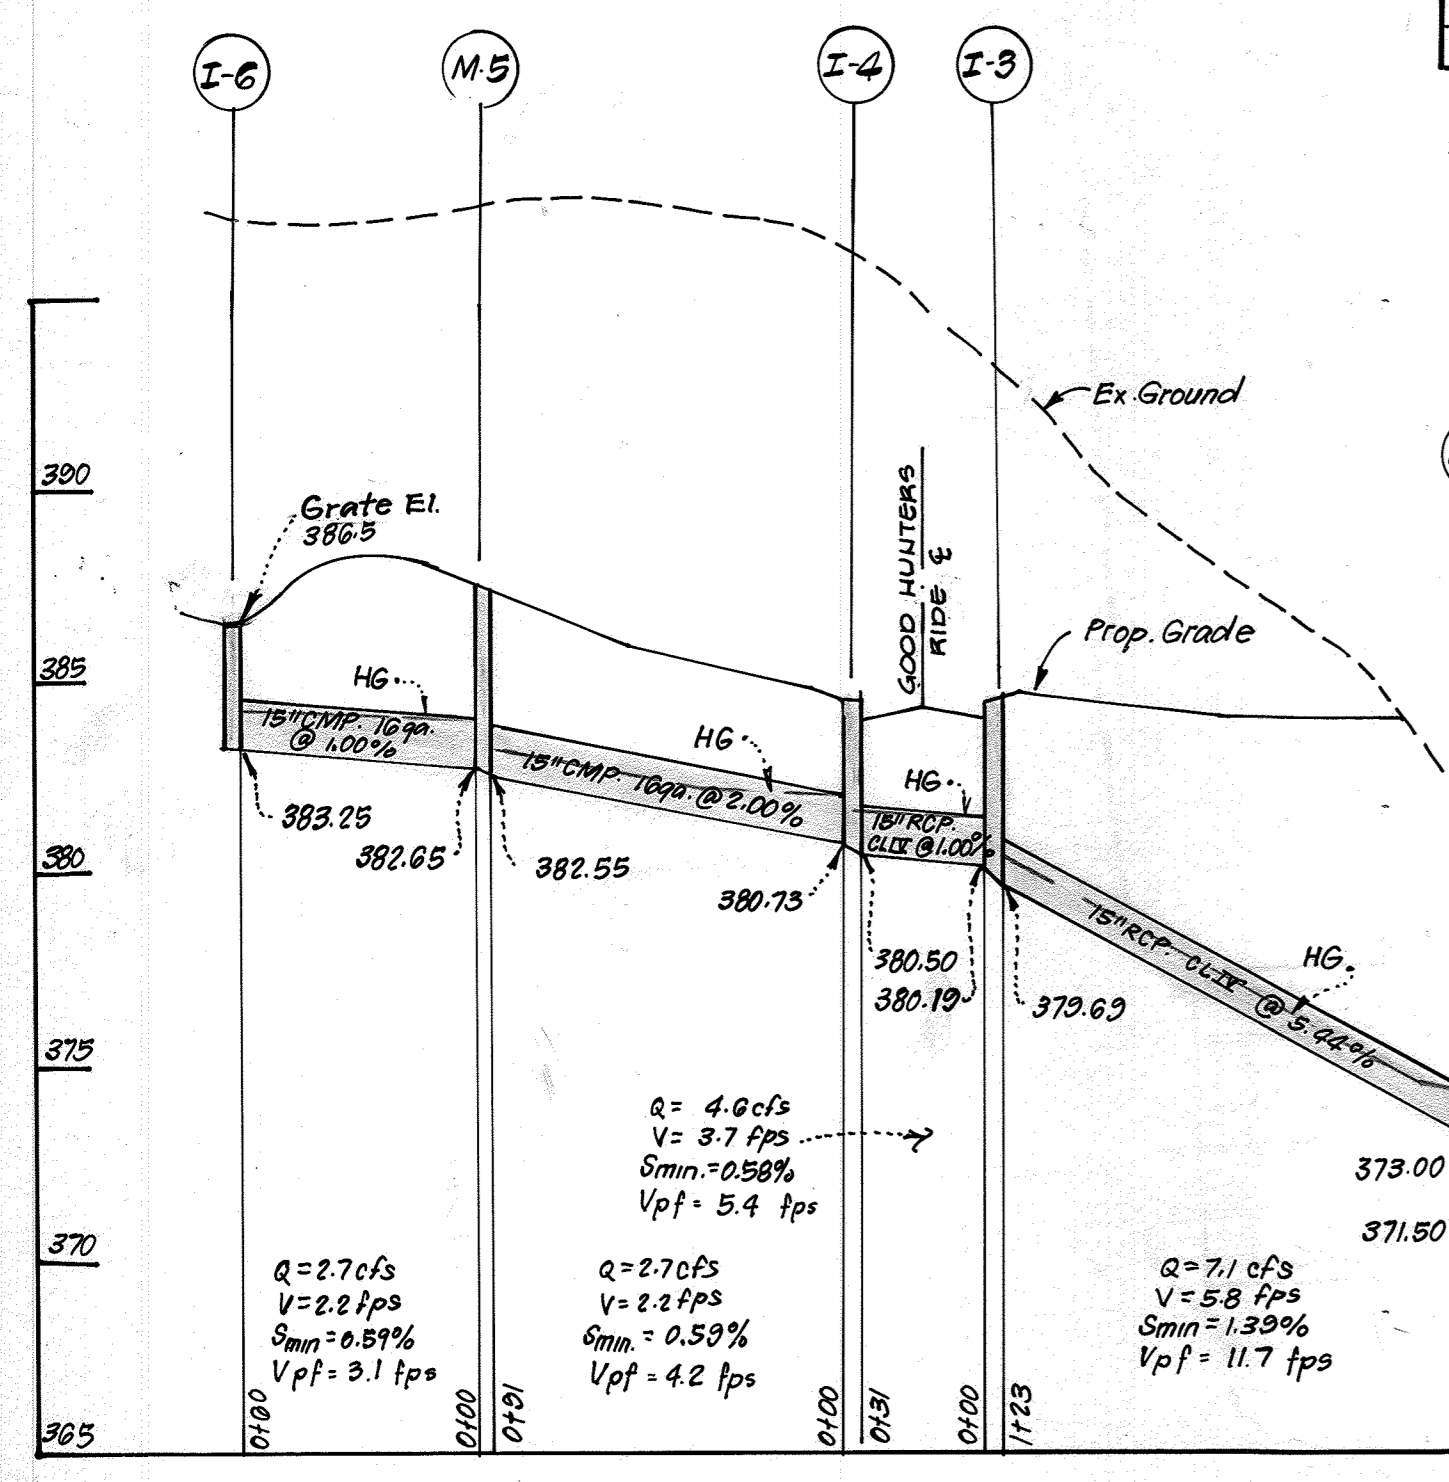 I-6
M-5
I-4
I-3
Ex. Ground
390
Grate El.
386.5
GOOD HUNTERS
RIDE ℄
Prop. Grade
385
HG.
15" CMP. 16ga.
@ 1.00%
HG.
15" CMP. 16ga. @ 2.00%
HG.
15" RCP.
CL IV @ 1.00%
383.25
382.65
382.55
380
380.73
380.50
380.19
379.69
15" RCP. CL IV @ 5.44%
HG.
375
Q = 4.6 cfs
V = 3.7 fps
Smin. = 0.58%
Vpf = 5.4 fps
373.00
371.50
370
Q = 2.7 cfs
V = 2.2 fps
Smin = 0.59%
Vpf = 3.1 fps
Q = 2.7 cfs
V = 2.2 fps
Smin. = 0.59%
Vpf = 4.2 fps
Q = 7.1 cfs
V = 5.8 fps
Smin = 1.39%
Vpf = 11.7 fps
365
0+60
0+00
0+91
0+00
0+31
0+00
1+23